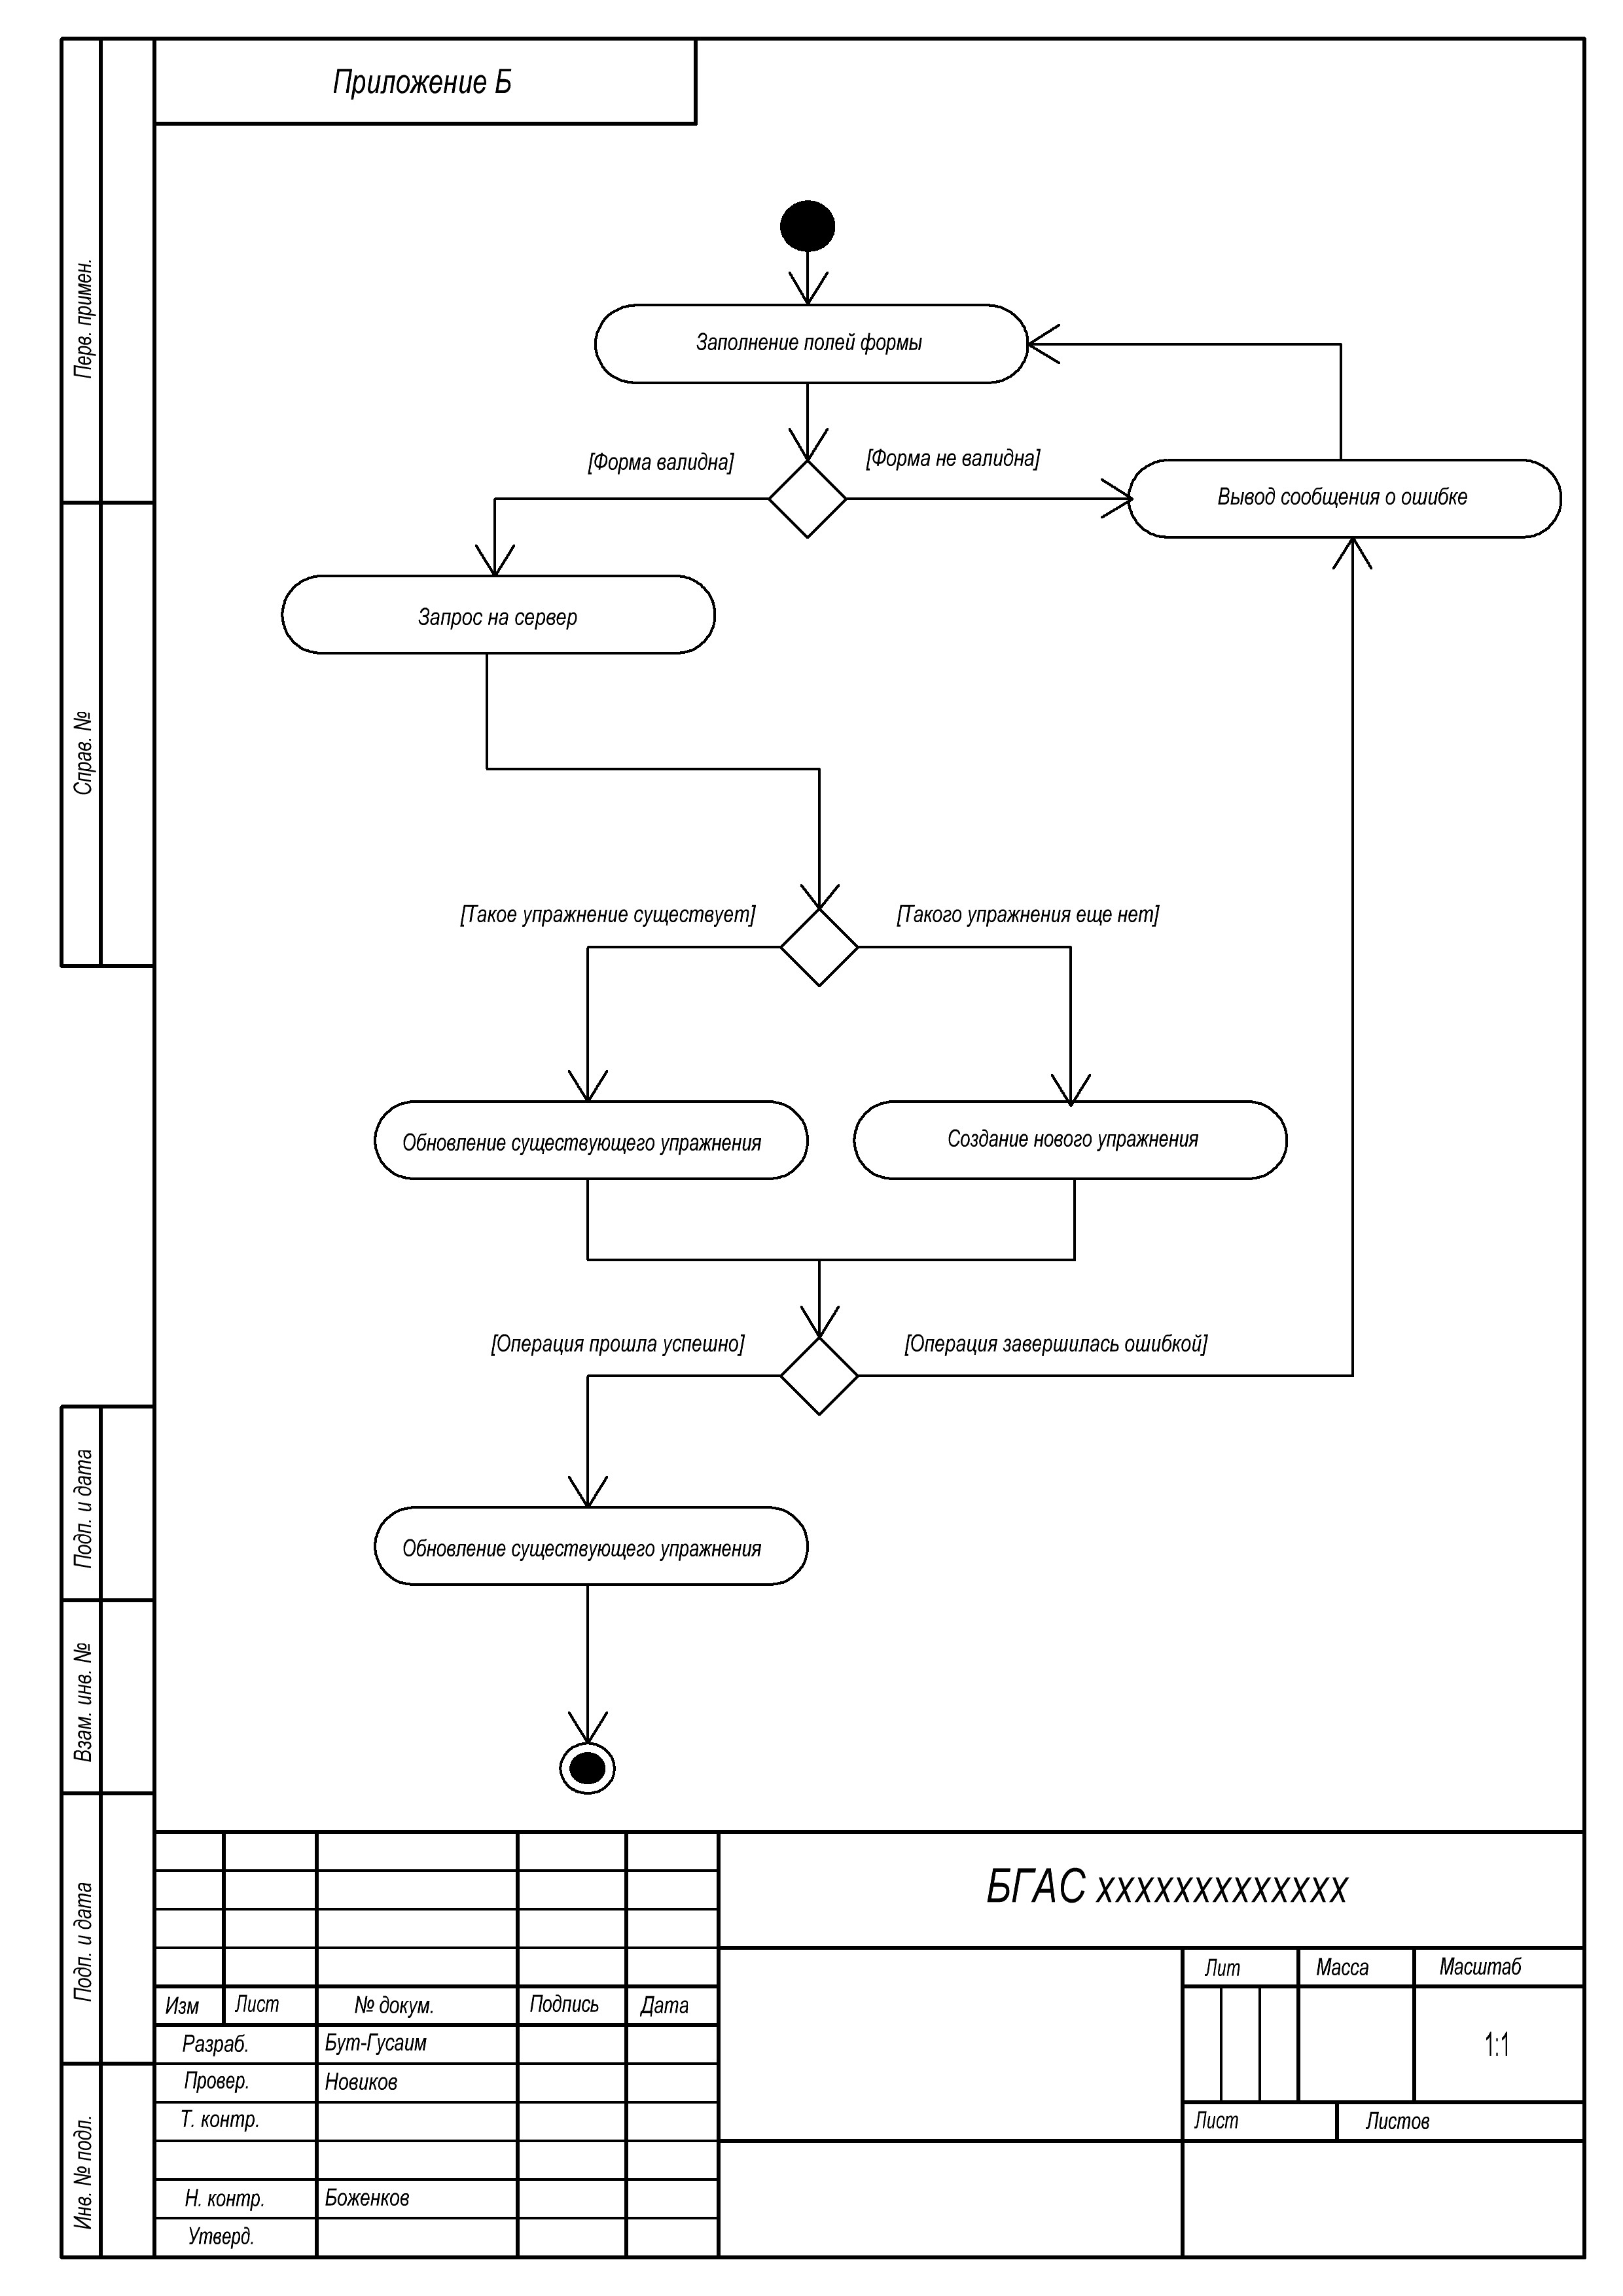 Приложение Б
Заполнение полей формы
[Форма валидна]
[Форма не валидна]
Вывод сообщения о ошибке
Запрос на сервер
[Такое упражнение существует]
[Такого упражнения еще нет]
Обновление существующего упражнения
Создание нового упражнения
[Операция прошла успешно]
[Операция завершилась ошибкой]
Обновление существующего упражнения
Перв. примен.
Справ. №
Подп. и дата
Взам. инв. №
Подп. и дата
Инв. № подл.
БГАС xxxxxxxxxxxxx
Лит
Масса
Масштаб
Изм
Лист
№ докум.
Подпись
Дата
Разраб.
Бут-Гусаим
1:1
Провер.
Новиков
Т. контр.
Лист
Листов
Н. контр.
Боженков
Утверд.